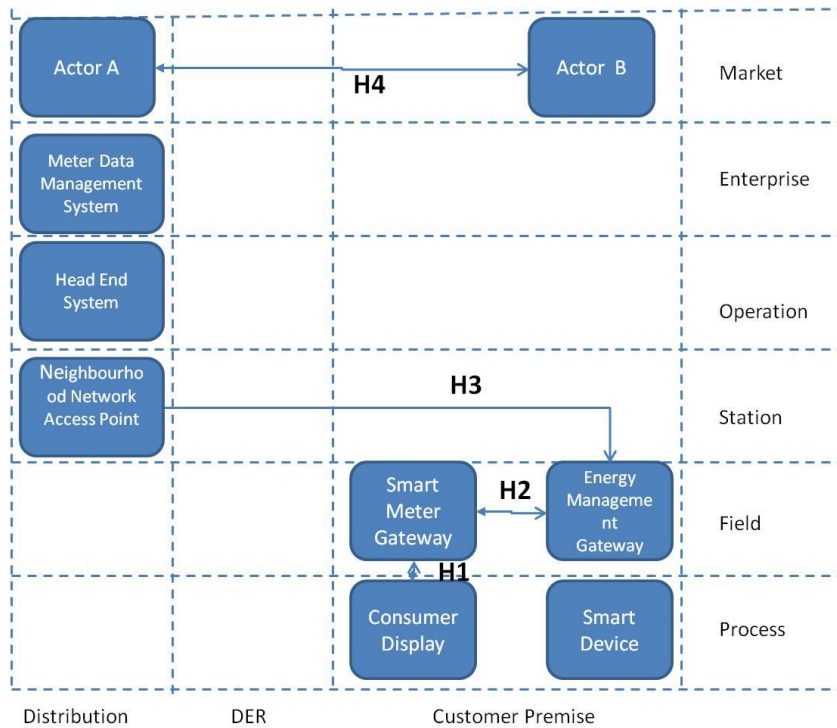 Actor A
H4
Actor B
Market
Meter Data
Management
System
Enterprise
Head End
System
Operation
Neighbourho
od Network
Access Point
H3
Station
Smart
Meter
Gateway
H2
Energy
Manageme
nt
Gateway
Field
H1
Consumer
Display
Smart
Device
Process
Distribution
DER
Customer Premise